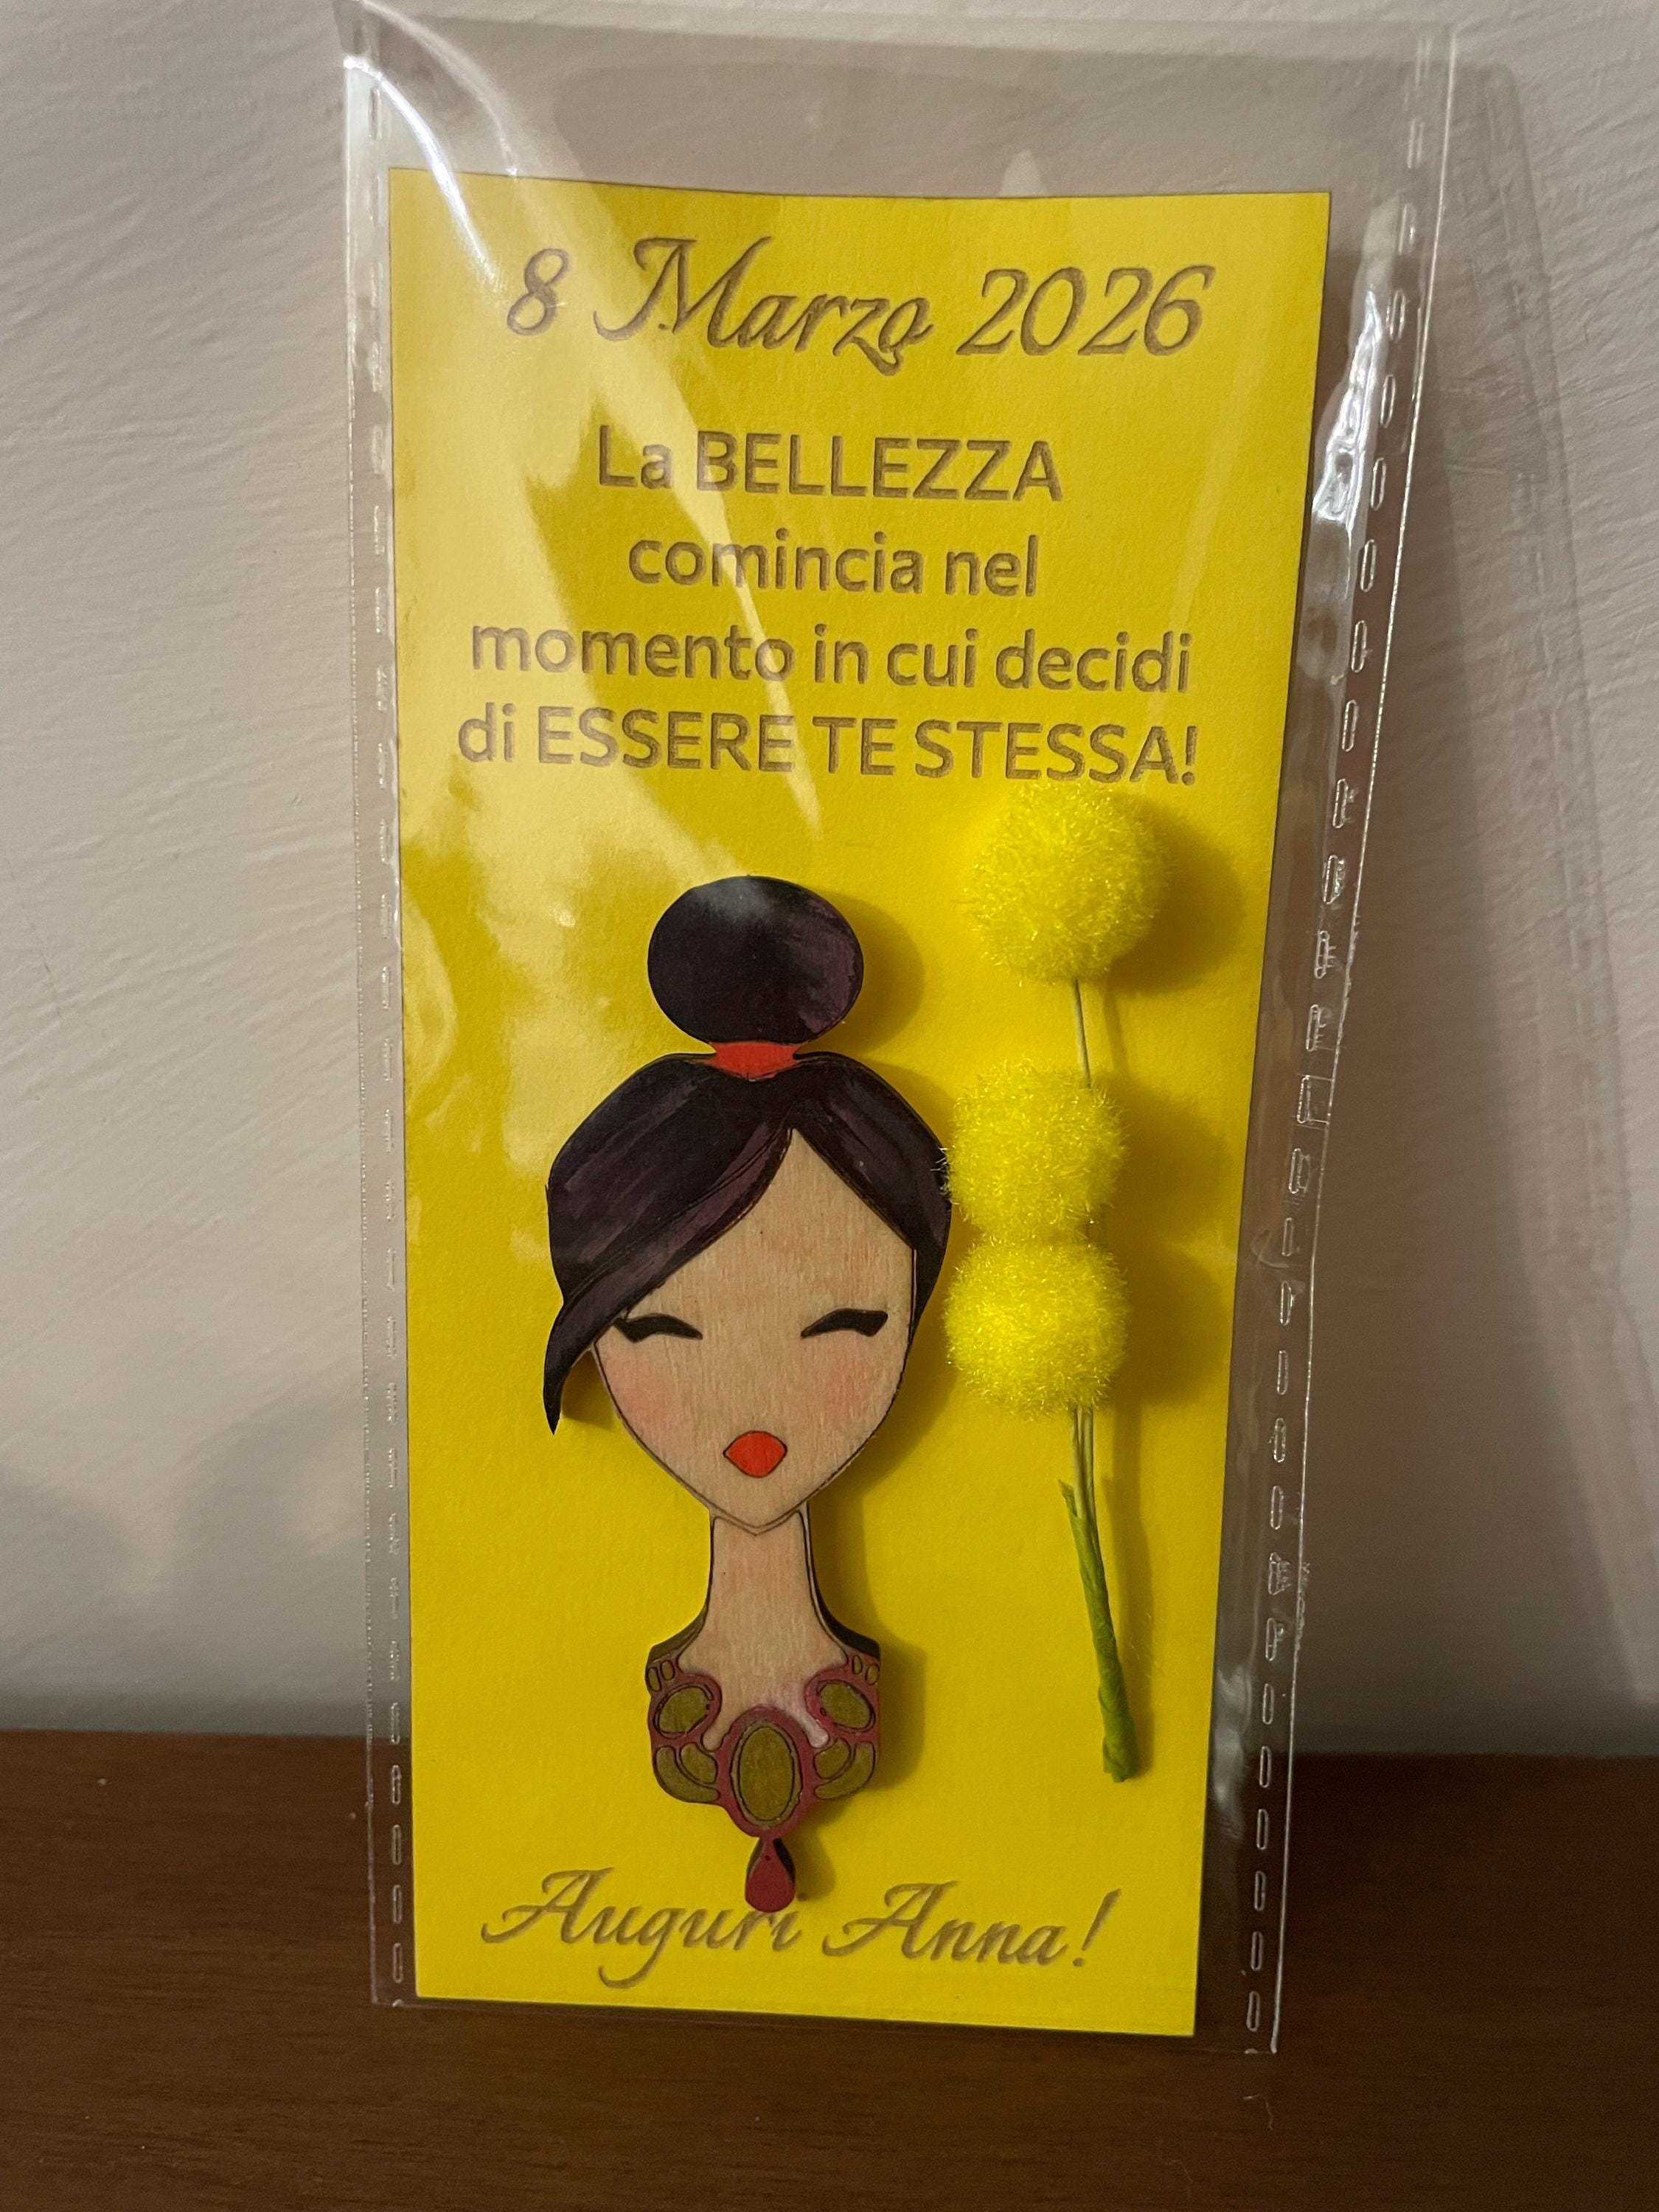 8 Marzo 2026
La BELLEZZA
comincia nel
momento in cui decidi
di ESSERE TE STESSA!
Auguri Anna!